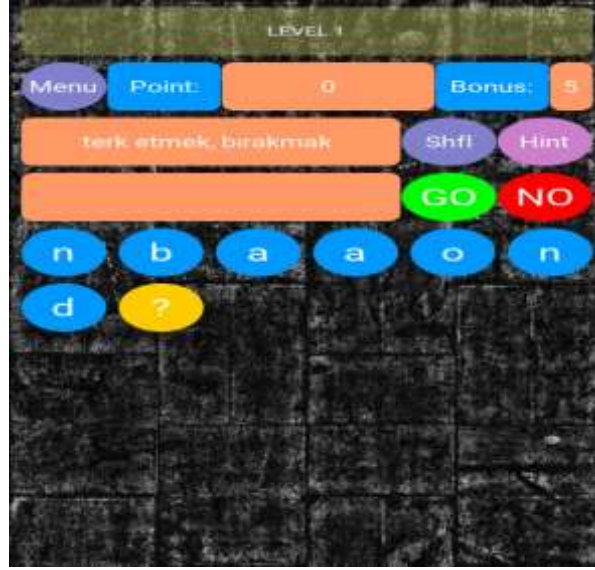 LEVEL 1
Menu Point: 0 Bonus: 5
terk etmek, bırakmak Shfl Hint
GO NO
n b a a o n
d ?